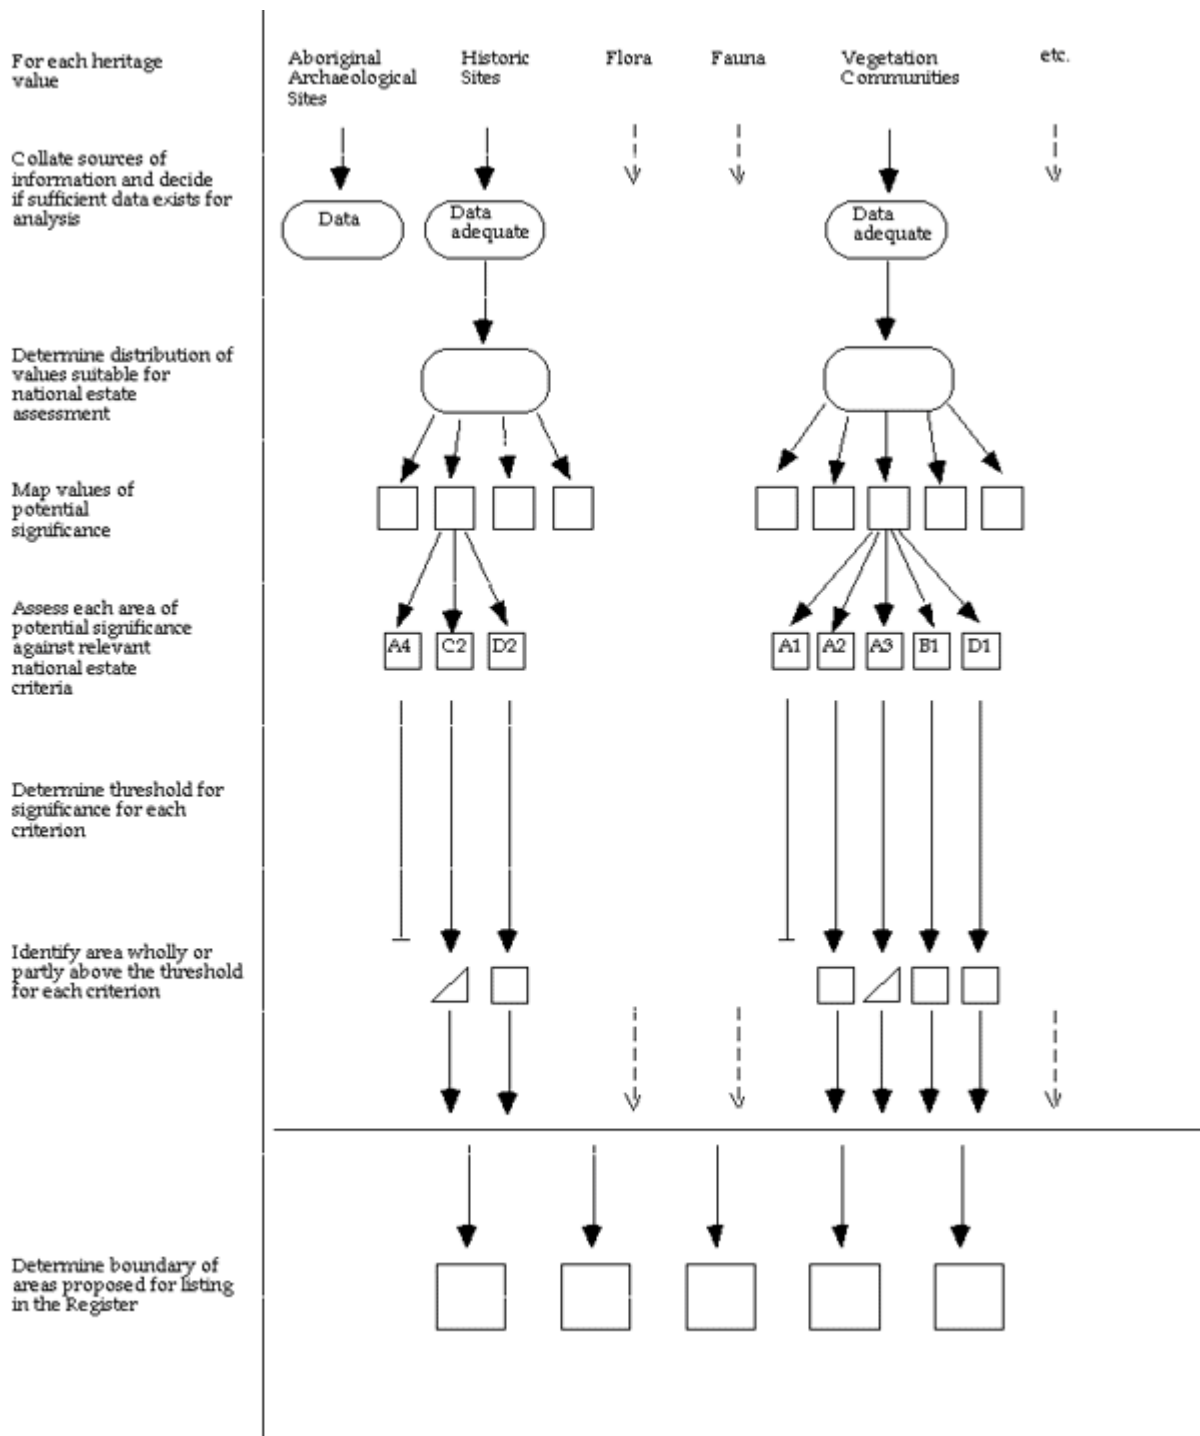 For each heritage
value
Aboriginal
Archaeological
Sites
Historic
Sites
Flora
Fauna
Vegetation
Communities
etc.
Collate sources of
information and decide
if sufficient data exists for
analysis
Data
Data
adequate
Data
adequate
Determine distribution of
values suitable for
national estate
assessment
Map values of
potential
significance
Assess each area of
potential significance
against relevant
national estate
criteria
A4 C2 D2 A1 A2 A3 B1 D1
Determine threshold for
significance for each
criterion
Identify area wholly or
partly above the threshold
for each criterion
Determine boundary of
areas proposed for listing
in the Register